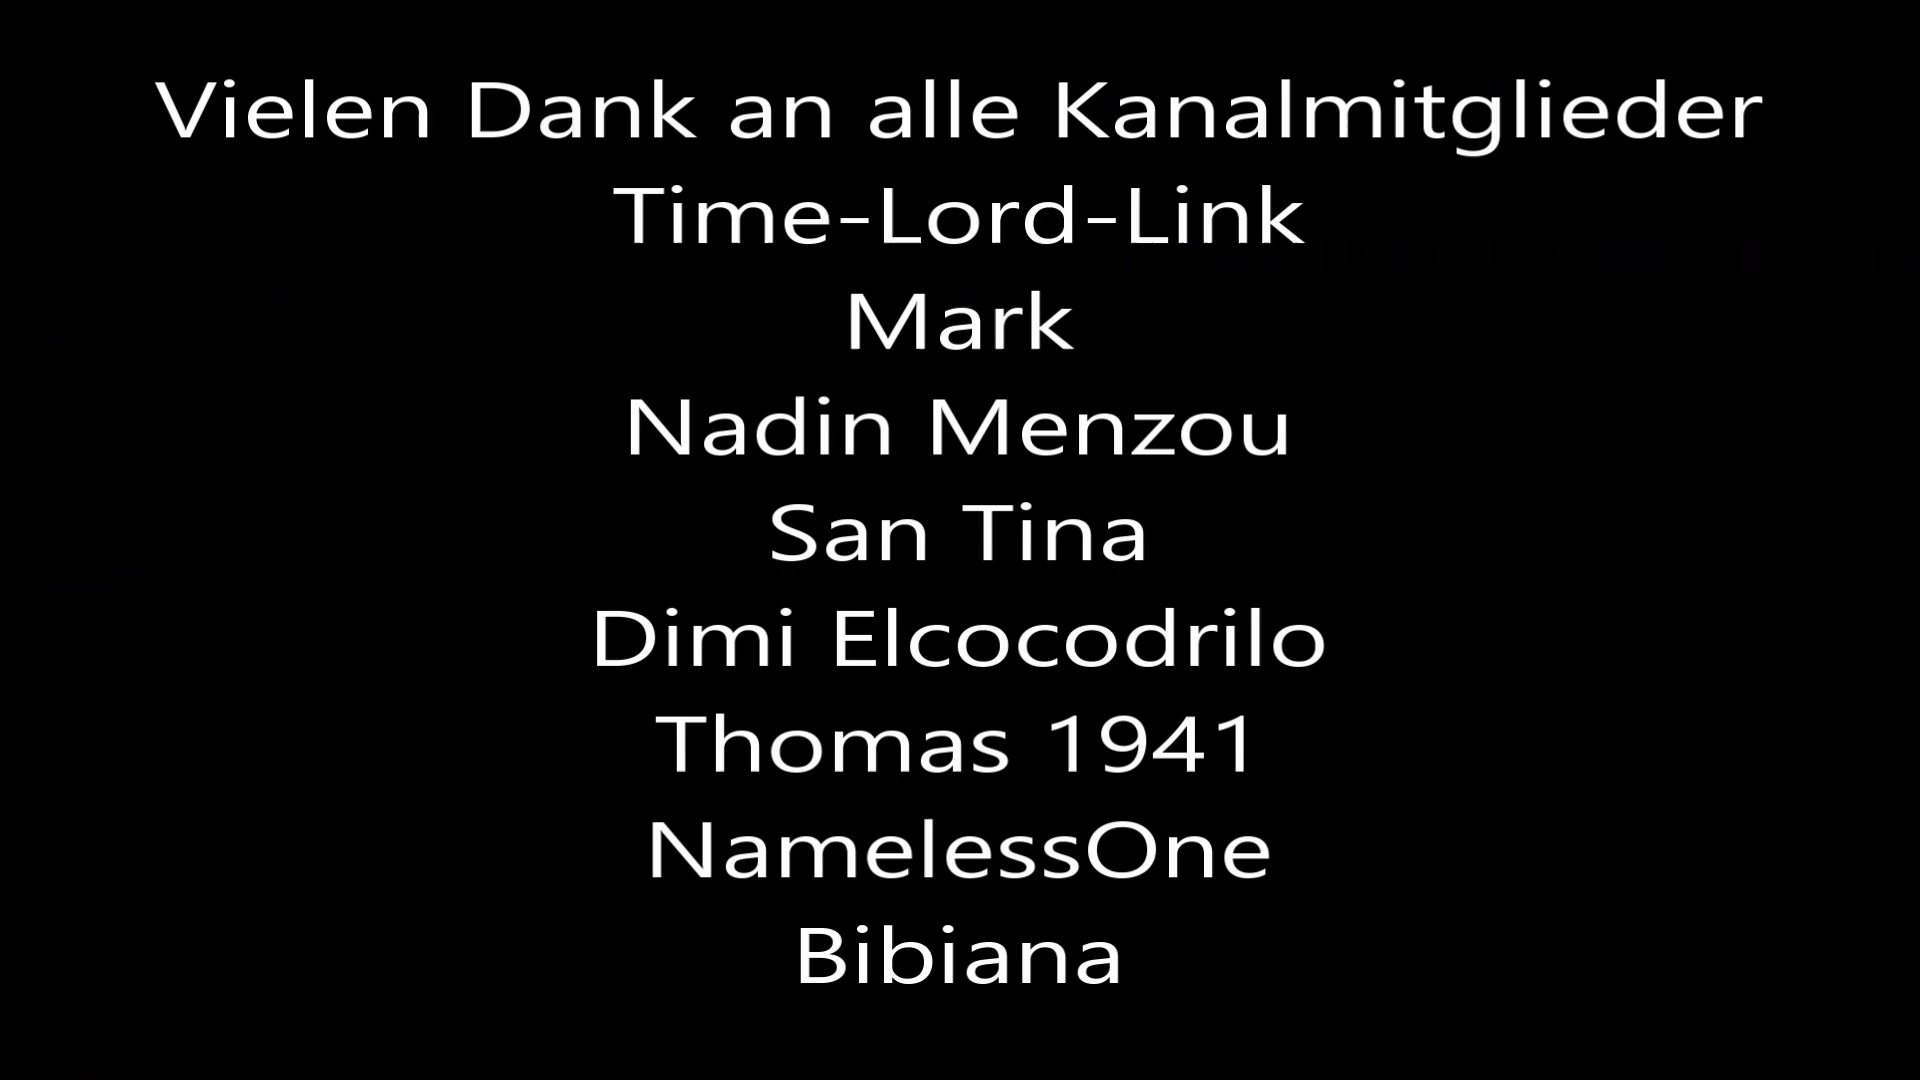 Vielen Dank an alle Kanalmitglieder
Time-Lord-Link
Mark
Nadin Menzou
San Tina
Dimi Elcocodrilo
Thomas 1941
NamelessOne
Bibiana